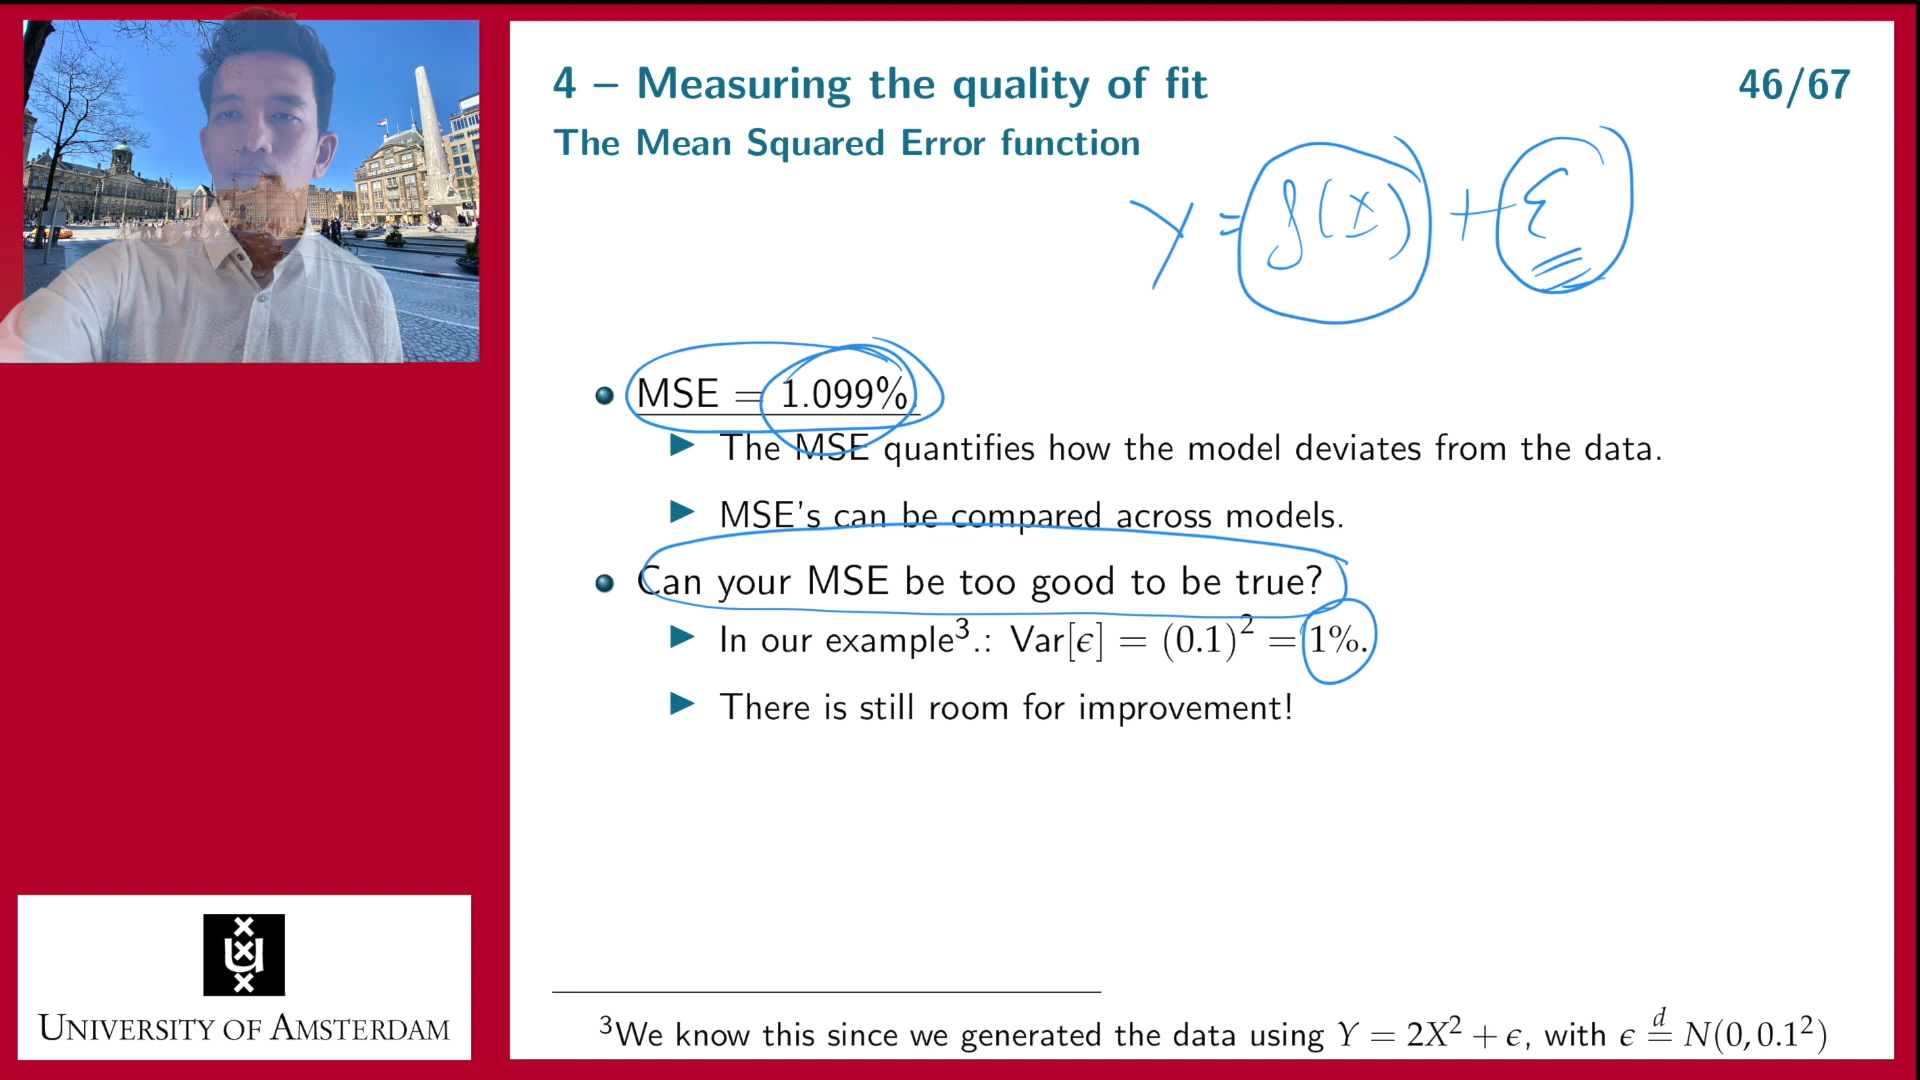 4 – Measuring the quality of fit
46/67
The Mean Squared Error function
Y = f(X) + ε
MSE = 1.099%
The MSE quantifies how the model deviates from the data.
MSE's can be compared across models.
Can your MSE be too good to be true?
In our example³.: Var[ϵ] = (0.1)² = 1%.
There is still room for improvement!
³We know this since we generated the data using Y = 2X² + ϵ, with ϵ =ᵈ N(0, 0.1²)
UNIVERSITY OF AMSTERDAM